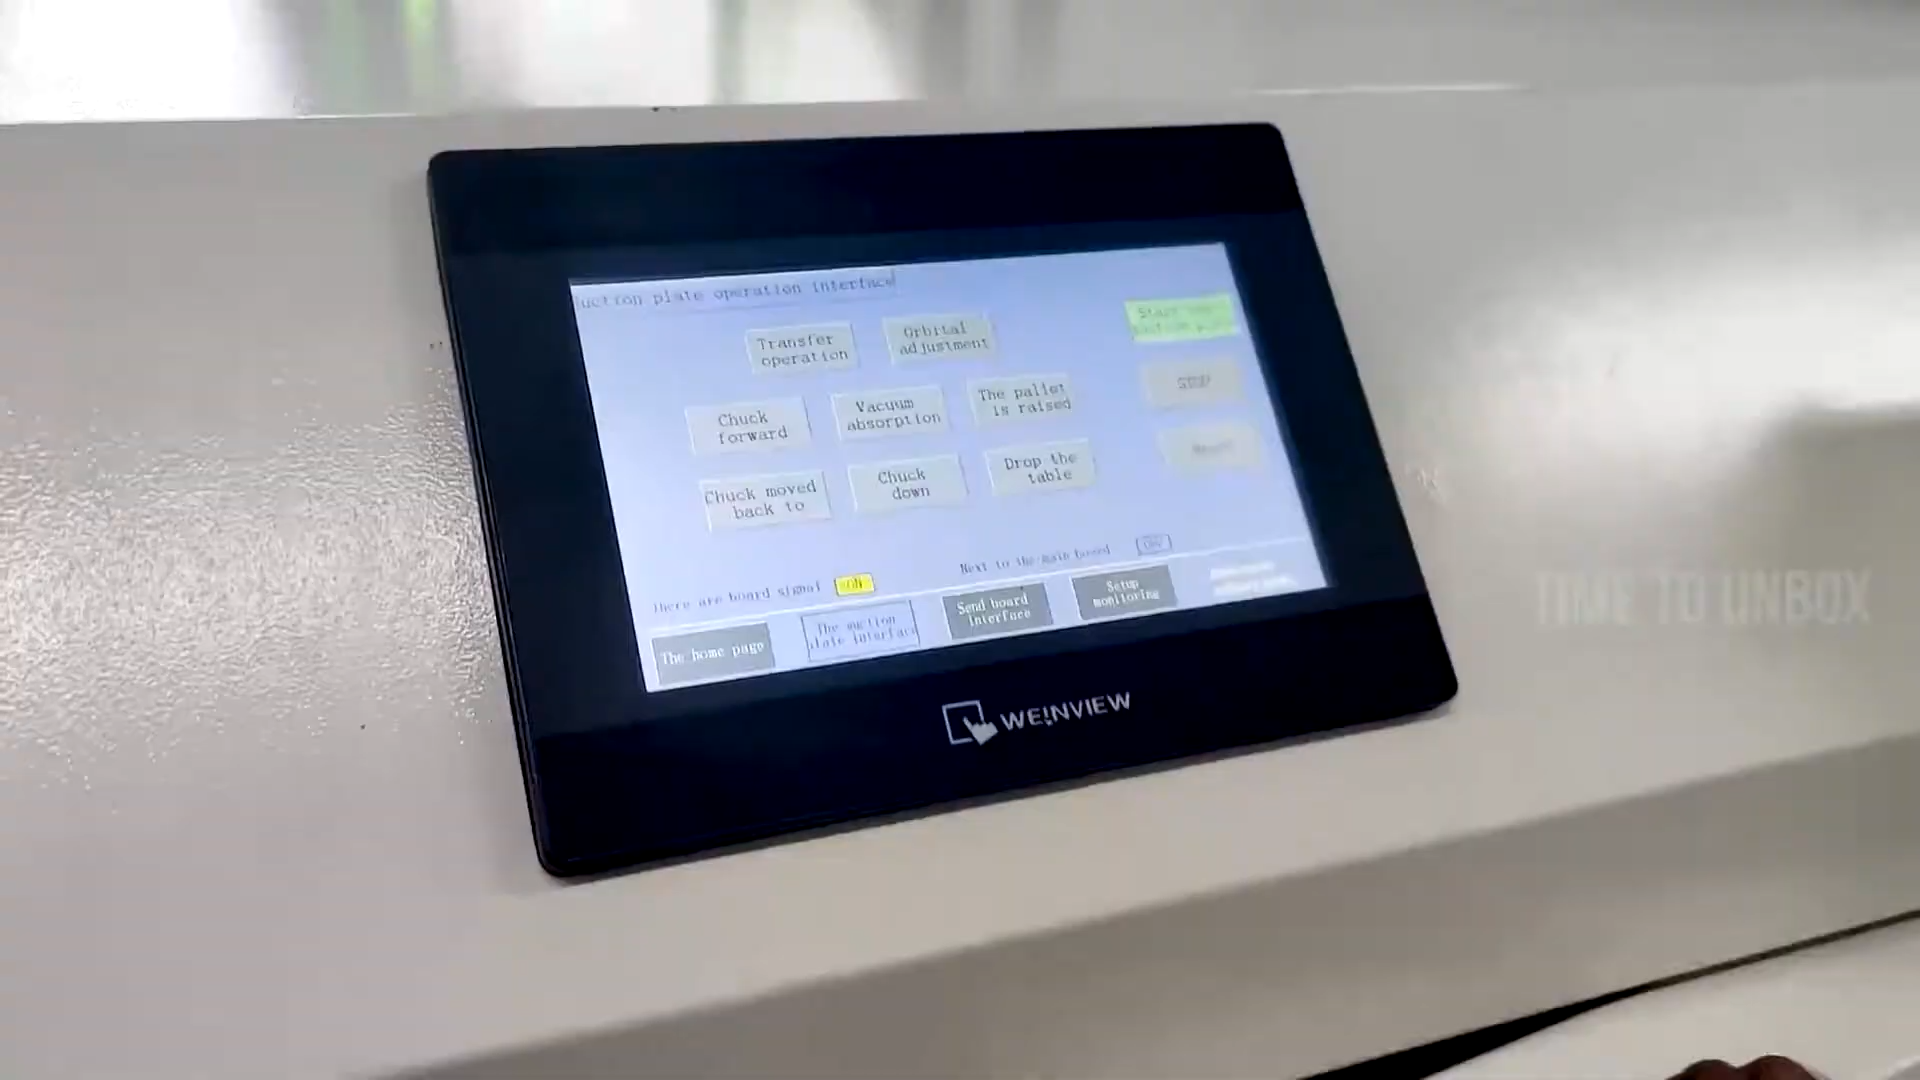 plate operation interface
Transfer
operation
Orbital
adjustment
Start
Chuck
forward
Vacuum
absorption
The pallet
is raised
STOP
Chuck moved
back to
Chuck
down
Drop the
table
There are board signal
ON
Next to the main board
The home page
The suction
plate interface
Send board
interface
Setup
monitoring
WEINVIEW
TIME TO UNBOX